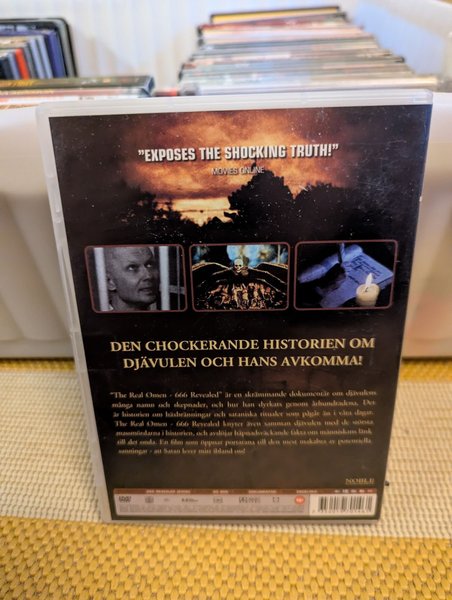 "EXPOSES THE SHOCKING TRUTH!"
MOVIES ONLINE
DEN CHOCKERANDE HISTORIEN OM
DJÄVULEN OCH HANS AVKOMMA!
"The Real Omen - 666 Revealed" är en skrämmande dokumentär om djävulens
många namn och skepnader, och hur han dyrkats genom århundradena. Det
är historien om häxbränningar och sataniska ritualer som pågår än i våra dagar.
The Real Omen - 666 Revealed knyter även samman djävulen med de största
massmördarna i historien, och avslöjar häpnadsväckande fakta om människans länk
till det onda. En film som öppnar portarna till den mest makabra av potentiella
sanningar - att Satan lever mitt ibland oss!
NOBLE